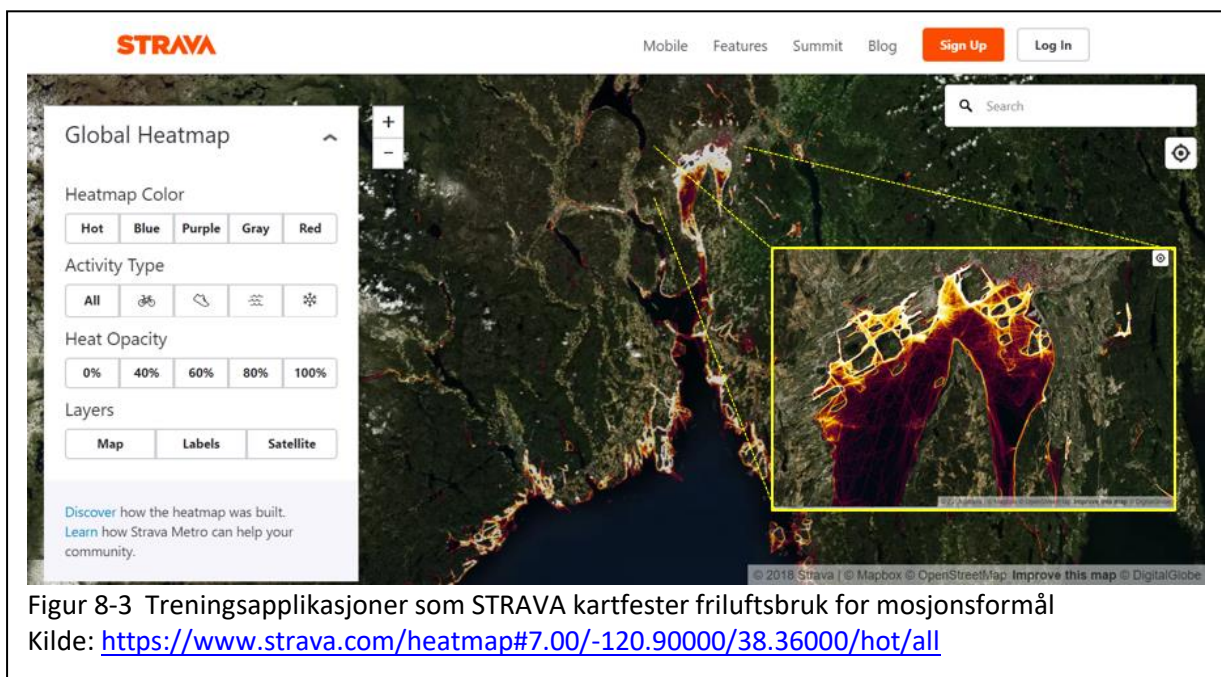 STRAVA
Mobile Features Summit Blog Sign Up Log In
Global Heatmap
Search
Heatmap Color
Hot Blue Purple Gray Red
Activity Type
All
Heat Opacity
0% 40% 60% 80% 100%
Layers
Map Labels Satellite
Discover how the heatmap was built.
Learn how Strava Metro can help your
community.
© 2018 Strava | © Mapbox © OpenStreetMap Improve this map © DigitalGlobe
Figur 8-3 Treningsapplikasjoner som STRAVA kartfester friluftsbruk for mosjonsformål
Kilde: https://www.strava.com/heatmap#7.00/-120.90000/38.36000/hot/all